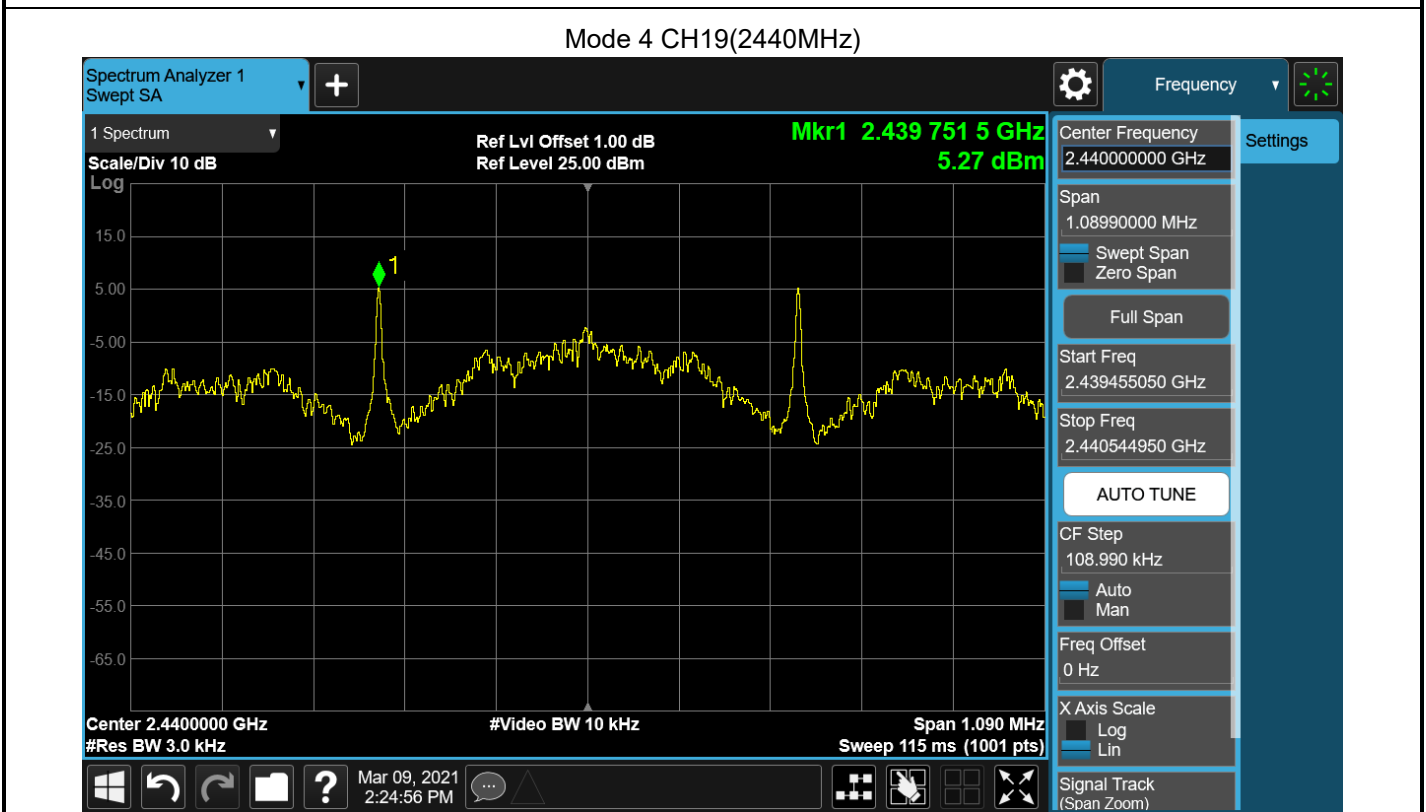 Mode 4 CH19(2440MHz)
Spectrum Analyzer 1
Swept SA
+
Frequency
1 Spectrum
Scale/Div 10 dB
Ref Lvl Offset 1.00 dB
Ref Level 25.00 dBm
Mkr1 2.439 751 5 GHz
5.27 dBm
Log
15.0
5.00
-5.00
-15.0
-25.0
-35.0
-45.0
-55.0
-65.0
1
Center 2.4400000 GHz
#Video BW 10 kHz
Span 1.090 MHz
#Res BW 3.0 kHz
Sweep 115 ms (1001 pts)
Center Frequency
2.440000000 GHz
Settings
Span
1.08990000 MHz
Swept Span
Zero Span
Full Span
Start Freq
2.439455050 GHz
Stop Freq
2.440544950 GHz
AUTO TUNE
CF Step
108.990 kHz
Auto
Man
Freq Offset
0 Hz
X Axis Scale
Log
Lin
Signal Track
(Span Zoom)
?
Mar 09, 2021
2:24:56 PM